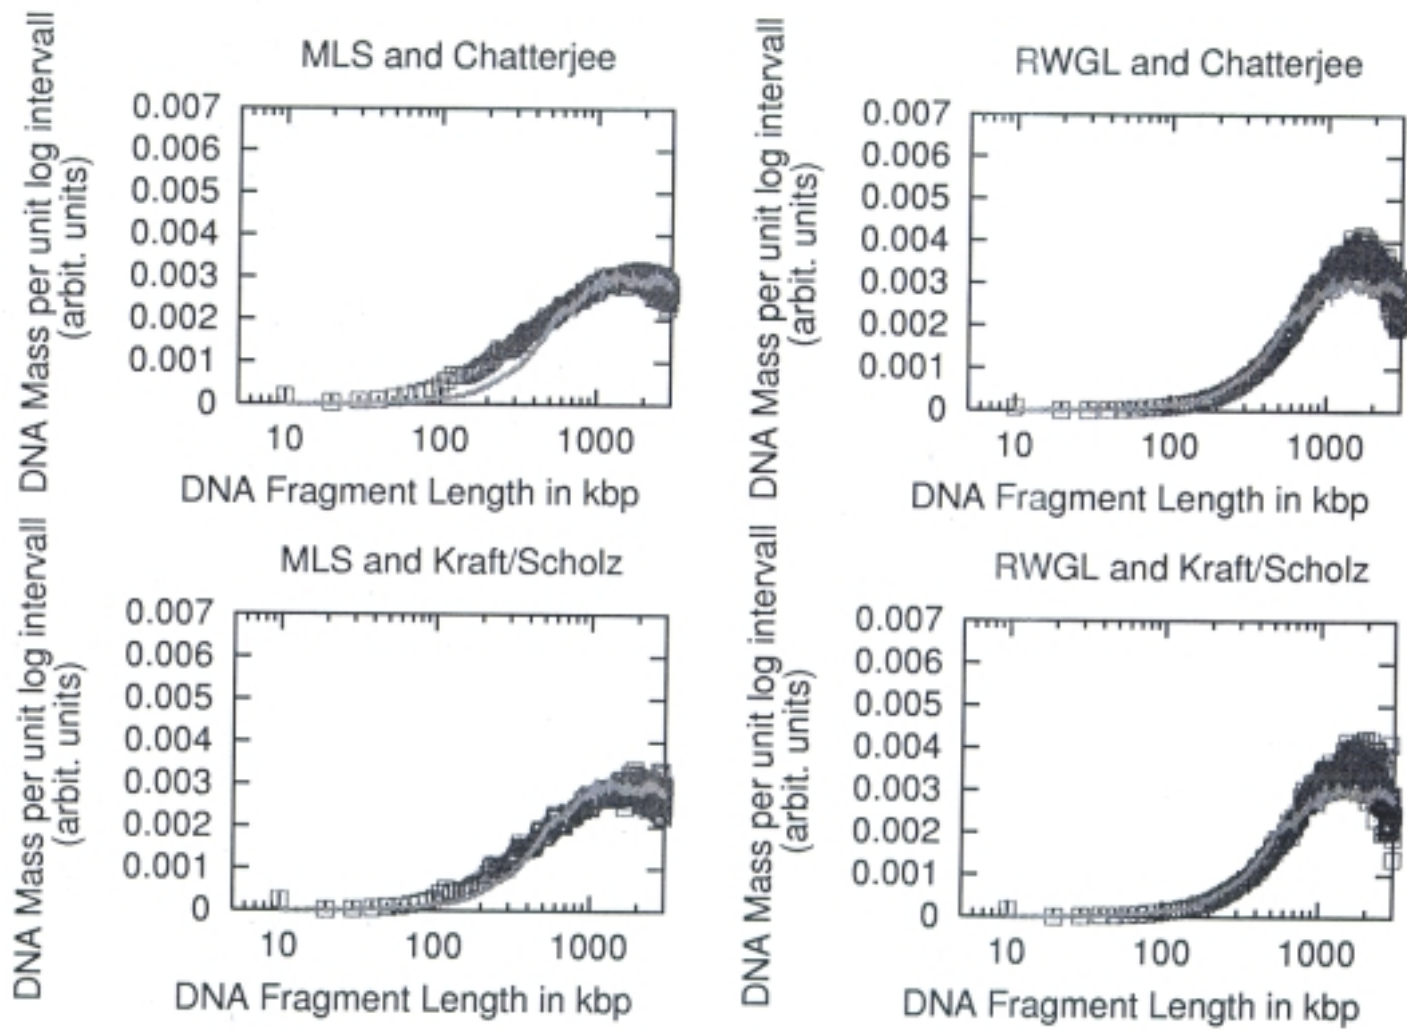 MLS and Chatterjee
DNA Mass per unit log intervall
(arbit. units)
0.007
0.006
0.005
0.004
0.003
0.002
0.001
0
10 100 1000
DNA Fragment Length in kbp
RWGL and Chatterjee
DNA Mass per unit log intervall
(arbit. units)
0.007
0.006
0.005
0.004
0.003
0.002
0.001
0
10 100 1000
DNA Fragment Length in kbp
MLS and Kraft/Scholz
DNA Mass per unit log intervall
(arbit. units)
0.007
0.006
0.005
0.004
0.003
0.002
0.001
0
10 100 1000
DNA Fragment Length in kbp
RWGL and Kraft/Scholz
DNA Mass per unit log intervall
(arbit. units)
0.007
0.006
0.005
0.004
0.003
0.002
0.001
0
10 100 1000
DNA Fragment Length in kbp